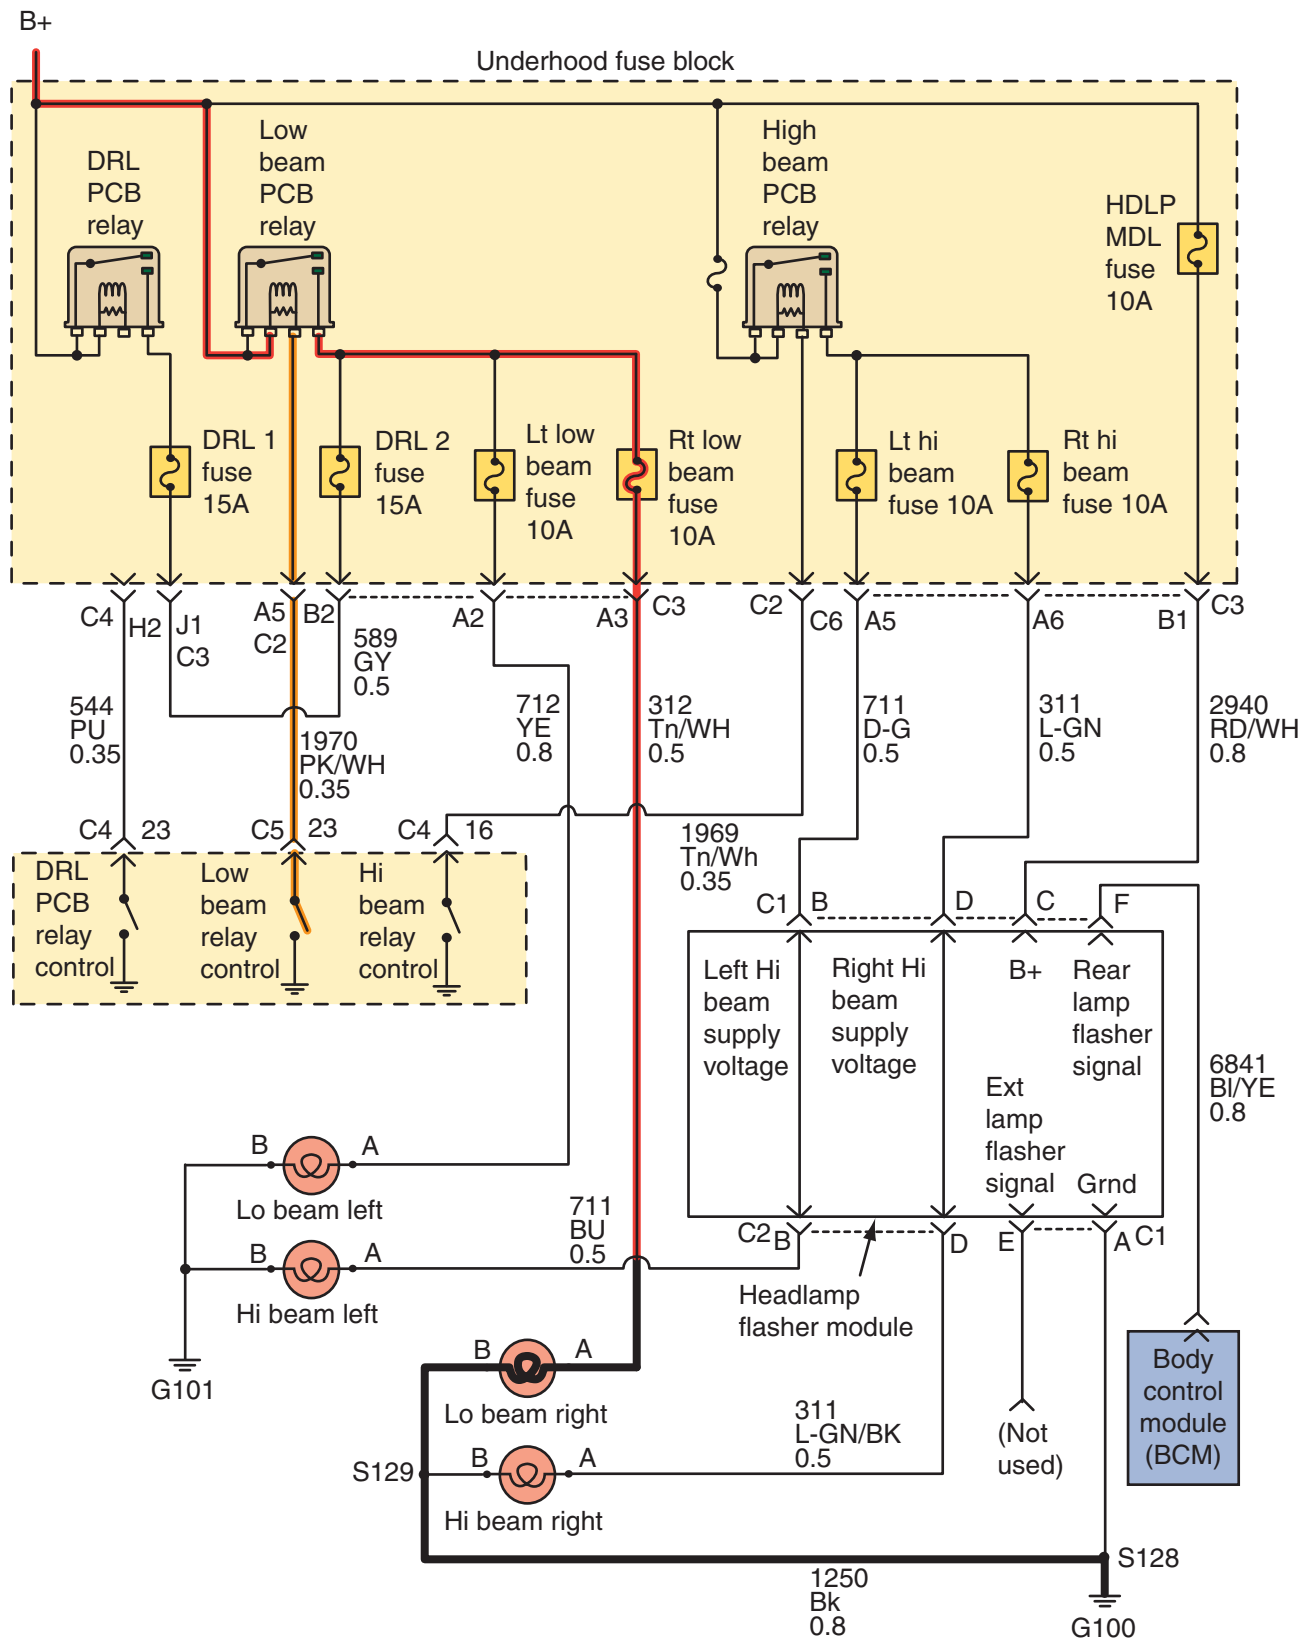 B+
Underhood fuse block
DRL
PCB
relay
Low
beam
PCB
relay
High
beam
PCB
relay
HDLP
MDL
fuse
10A
DRL 1
fuse
15A
DRL 2
fuse
15A
Lt low
beam
fuse
10A
Rt low
beam
fuse
10A
Lt hi
beam
fuse 10A
Rt hi
beam
fuse 10A
C4
H2
J1
C3
A5
C2
B2
A2
A3
C3
C2
C6
A5
A6
B1
C3
544
PU
0.35
589
GY
0.5
1970
PK/WH
0.35
712
YE
0.8
312
Tn/WH
0.5
711
D-G
0.5
311
L-GN
0.5
2940
RD/WH
0.8
C4
23
C5
23
C4
16
1969
Tn/Wh
0.35
DRL
PCB
relay
control
Low
beam
relay
control
Hi
beam
relay
control
C1
B
D
C
F
Left Hi
beam
supply
voltage
Right Hi
beam
supply
voltage
B+
Rear
lamp
flasher
signal
Ext
lamp
flasher
signal
Grnd
6841
Bl/YE
0.8
B
A
Lo beam left
B
A
Hi beam left
G101
711
BU
0.5
C2
B
D
E
A
C1
Headlamp
flasher module
B
A
Lo beam right
S129
B
A
Hi beam right
311
L-GN/BK
0.5
(Not
used)
Body
control
module
(BCM)
S128
1250
Bk
0.8
G100